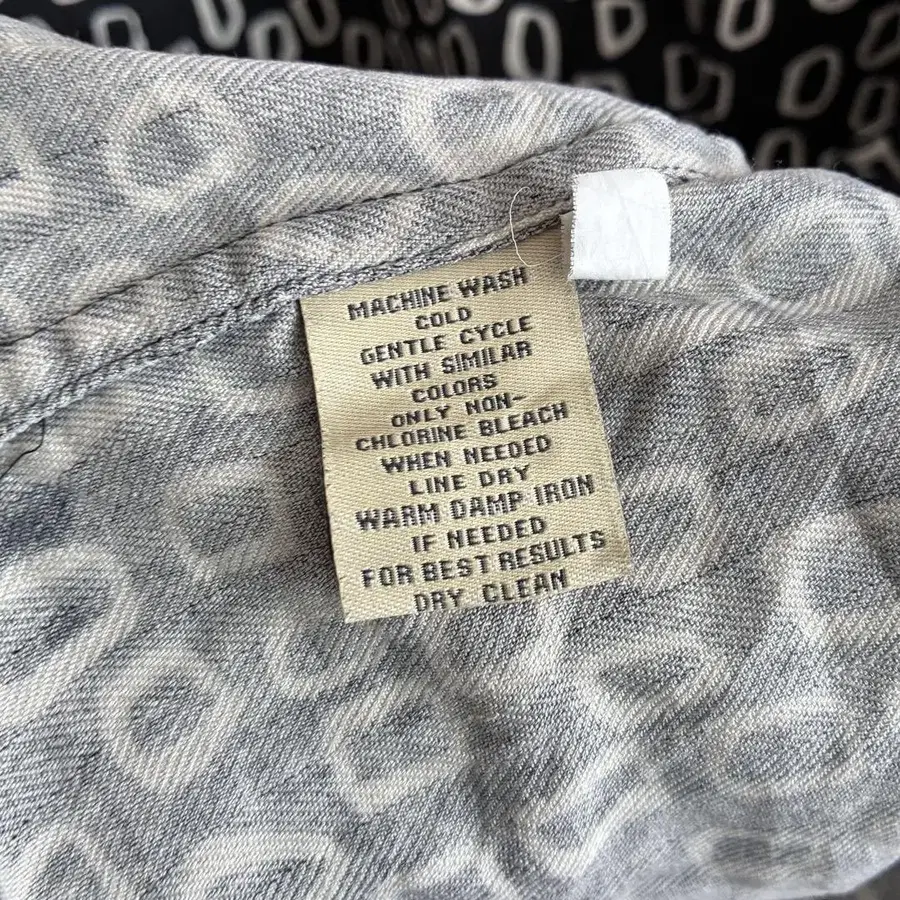 MACHINE WASH
COLD
GENTLE CYCLE
WITH SIMILAR
COLORS
ONLY NON-
CHLORINE BLEACH
WHEN NEEDED
LINE DRY
WARM DAMP IRON
IF NEEDED
FOR BEST RESULTS
DRY CLEAN